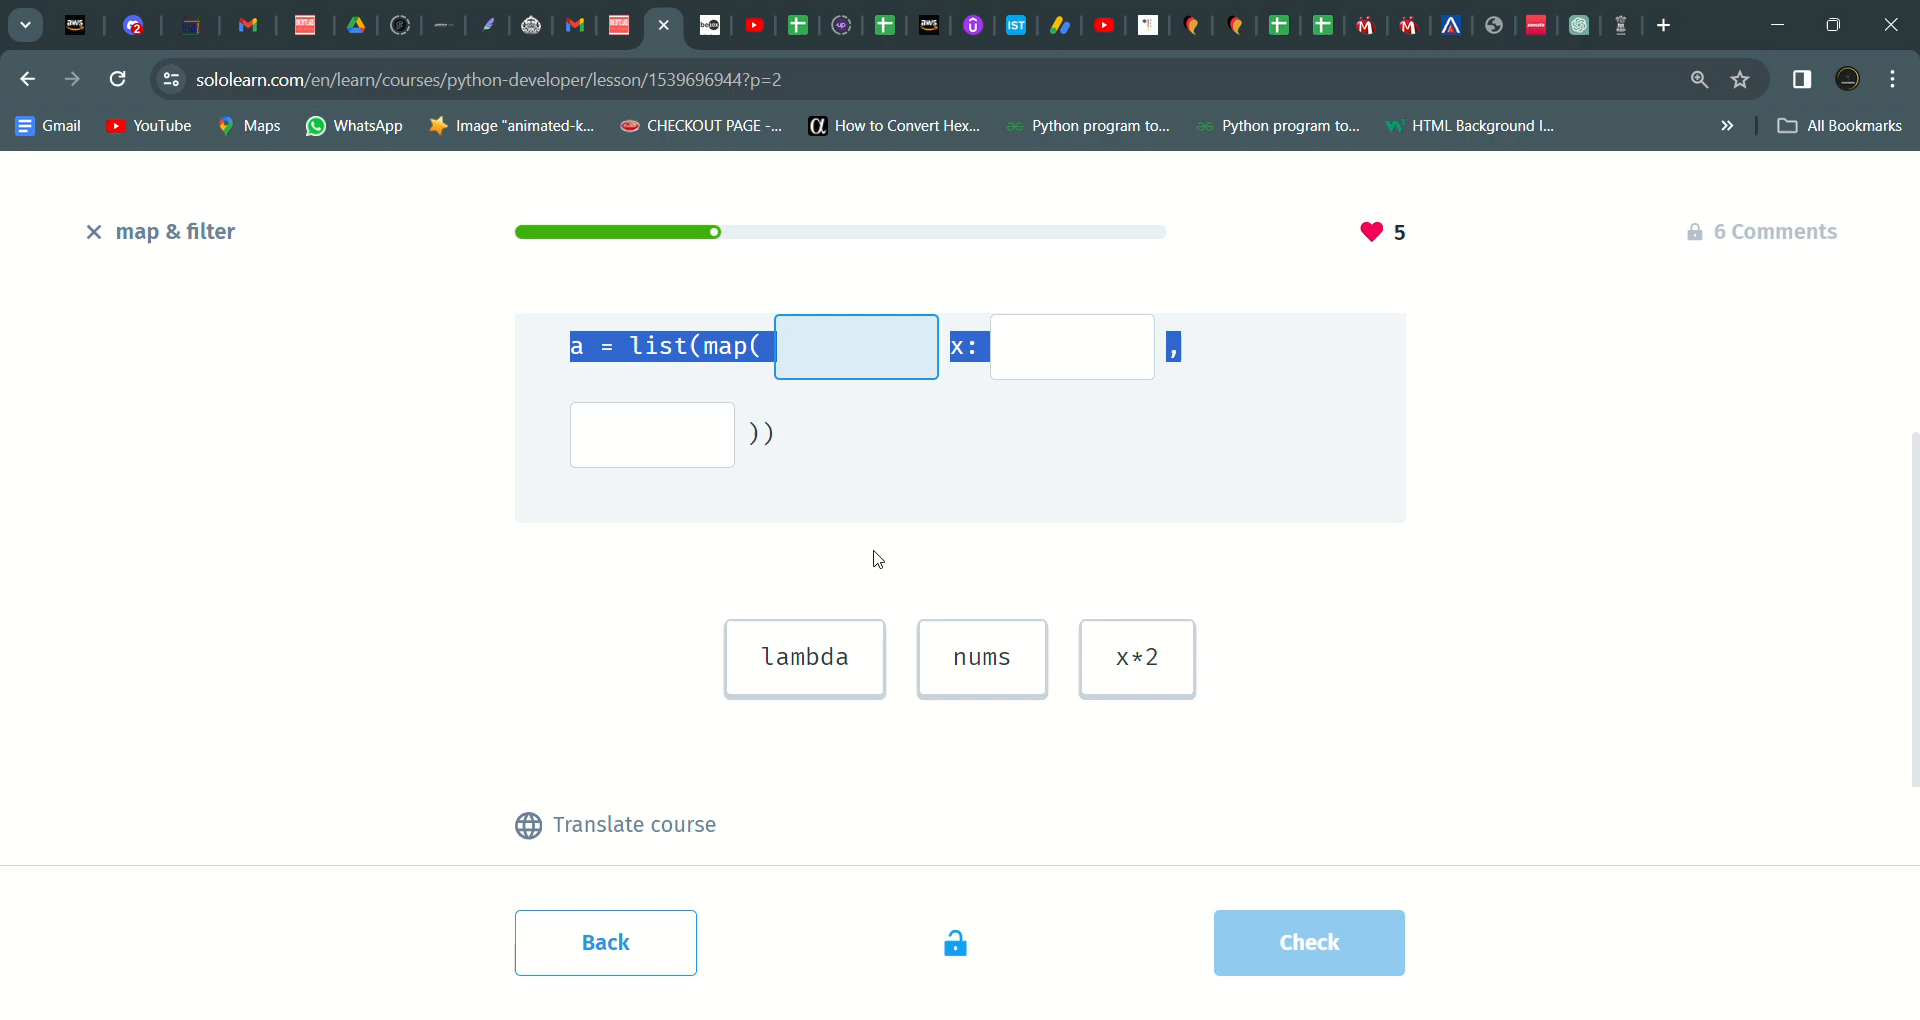 sololearn.com/en/learn/courses/python-developer/lesson/1539696944?p=2
Gmail YouTube Maps WhatsApp Image "animated-k... CHECKOUT PAGE -... How to Convert Hex... Python program to... Python program to... HTML Background I... » All Bookmarks
map & filter 5 6 Comments
a = list(map( x: ,
))
lambda nums x*2
Translate course
Back Check